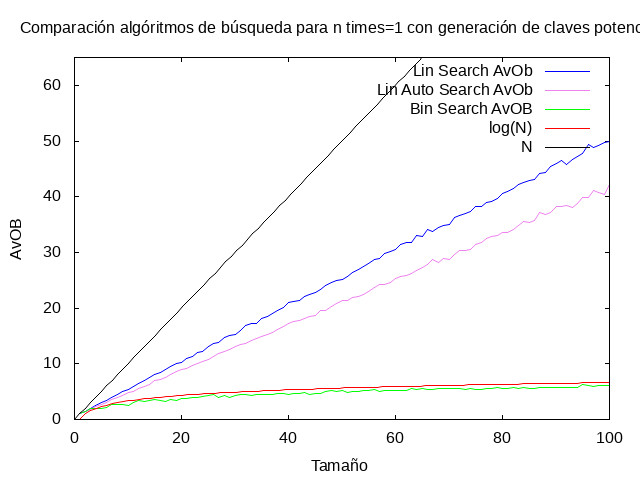 Comparación algóritmos de búsqueda para n times=1 con generación de claves
Lin Search AvOb
Lin Auto Search AvOb
Bin Search AvOB
log(N)
N
60
50
40
30
20
10
0
AvOB
0 20 40 60 80 100
Tamaño